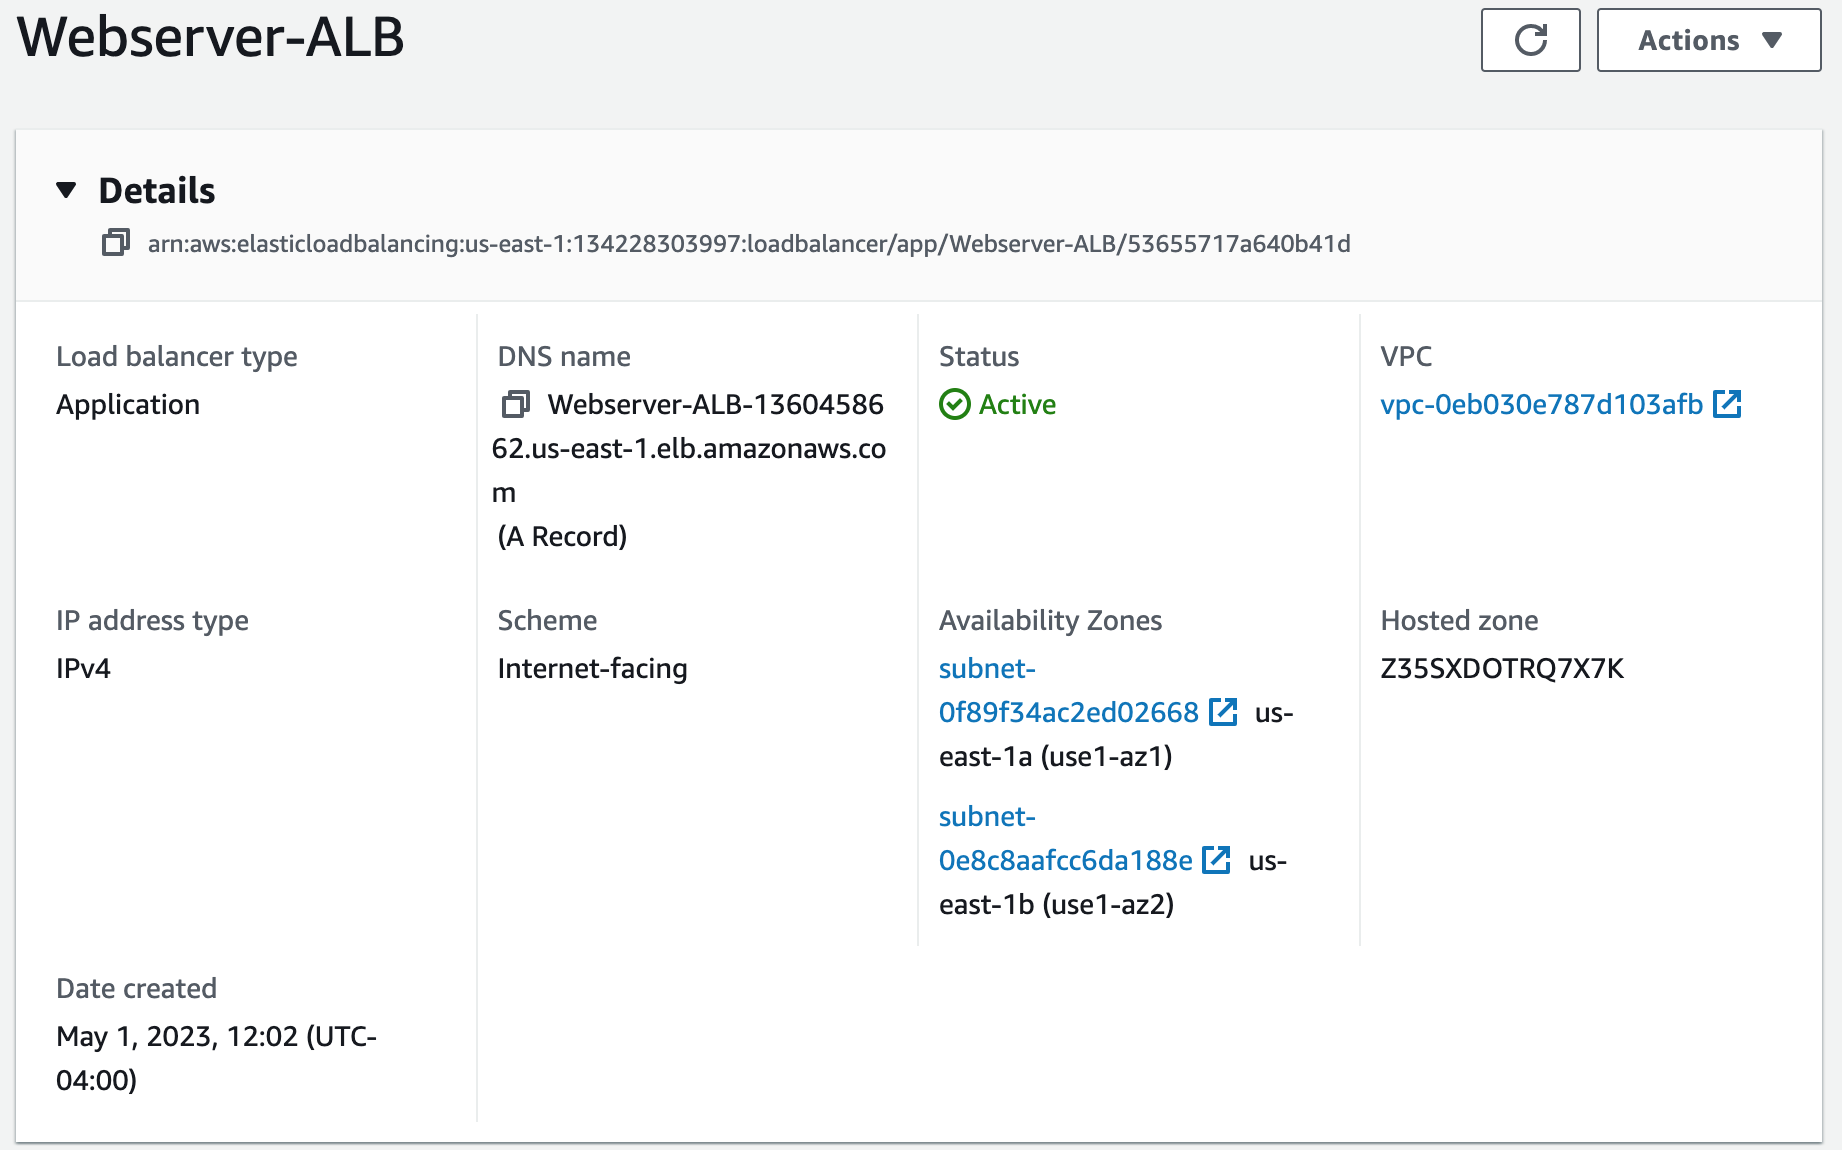 Webserver-ALB
Actions
Details
arn:aws:elasticloadbalancing:us-east-1:134228303997:loadbalancer/app/Webserver-ALB/53655717a640b41d
Load balancer type
Application
DNS name
Webserver-ALB-13604586
62.us-east-1.elb.amazonaws.co
m
(A Record)
Status
Active
VPC
vpc-0eb030e787d103afb
IP address type
IPv4
Scheme
Internet-facing
Availability Zones
subnet-
0f89f34ac2ed02668 us-
east-1a (use1-az1)
subnet-
0e8c8aafcc6da188e us-
east-1b (use1-az2)
Hosted zone
Z35SXDOTRQ7X7K
Date created
May 1, 2023, 12:02 (UTC-
04:00)